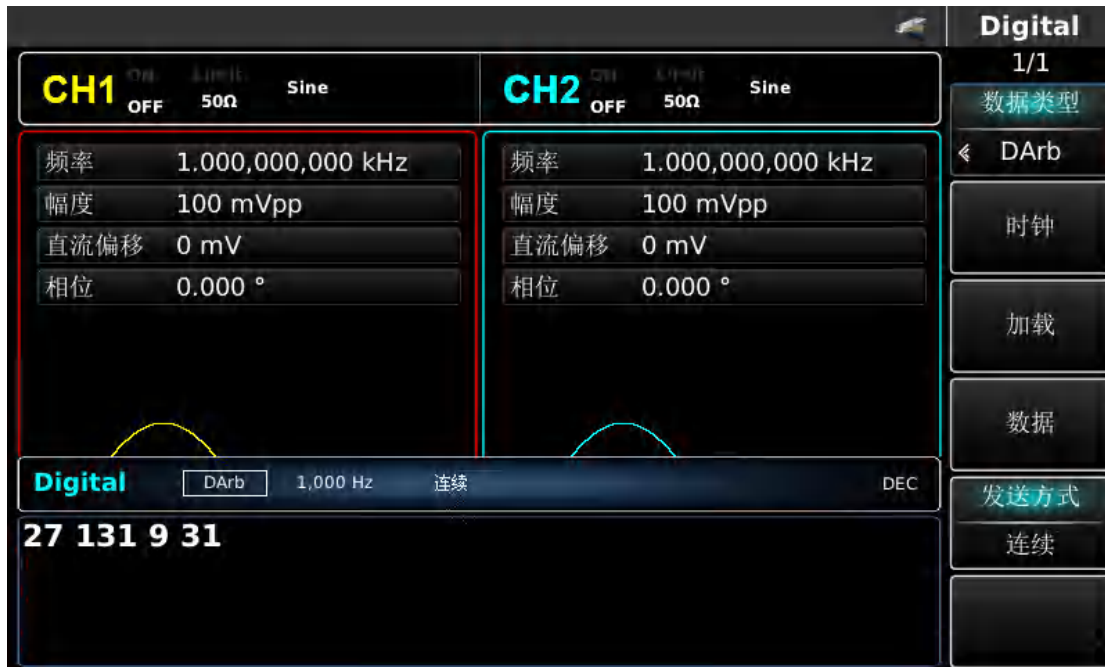 Digital
1/1
CH1 ON OFF Limit 50Ω Sine
CH2 ON OFF Limit 50Ω Sine
数据类型
DArb
频率 1.000,000,000 kHz
幅度 100 mVpp
直流偏移 0 mV
相位 0.000 °
频率 1.000,000,000 kHz
幅度 100 mVpp
直流偏移 0 mV
相位 0.000 °
时钟
加载
数据
Digital DArb 1,000 Hz 连续 DEC
27 131 9 31
发送方式
连续